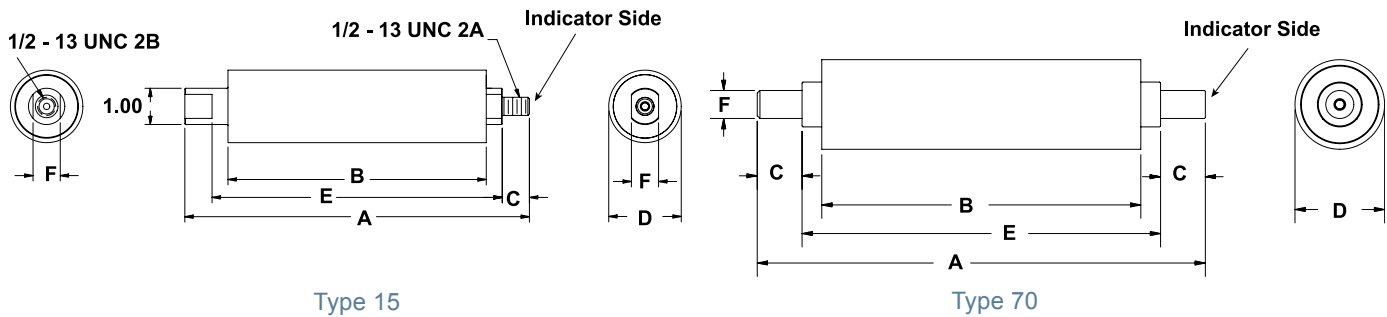 Indicator Side
1/2 - 13 UNC 2A
1/2 - 13 UNC 2B
1.00
F
B
E
C
A
F
D
Type 15
Indicator Side
F
C
C
B
E
A
D
Type 70